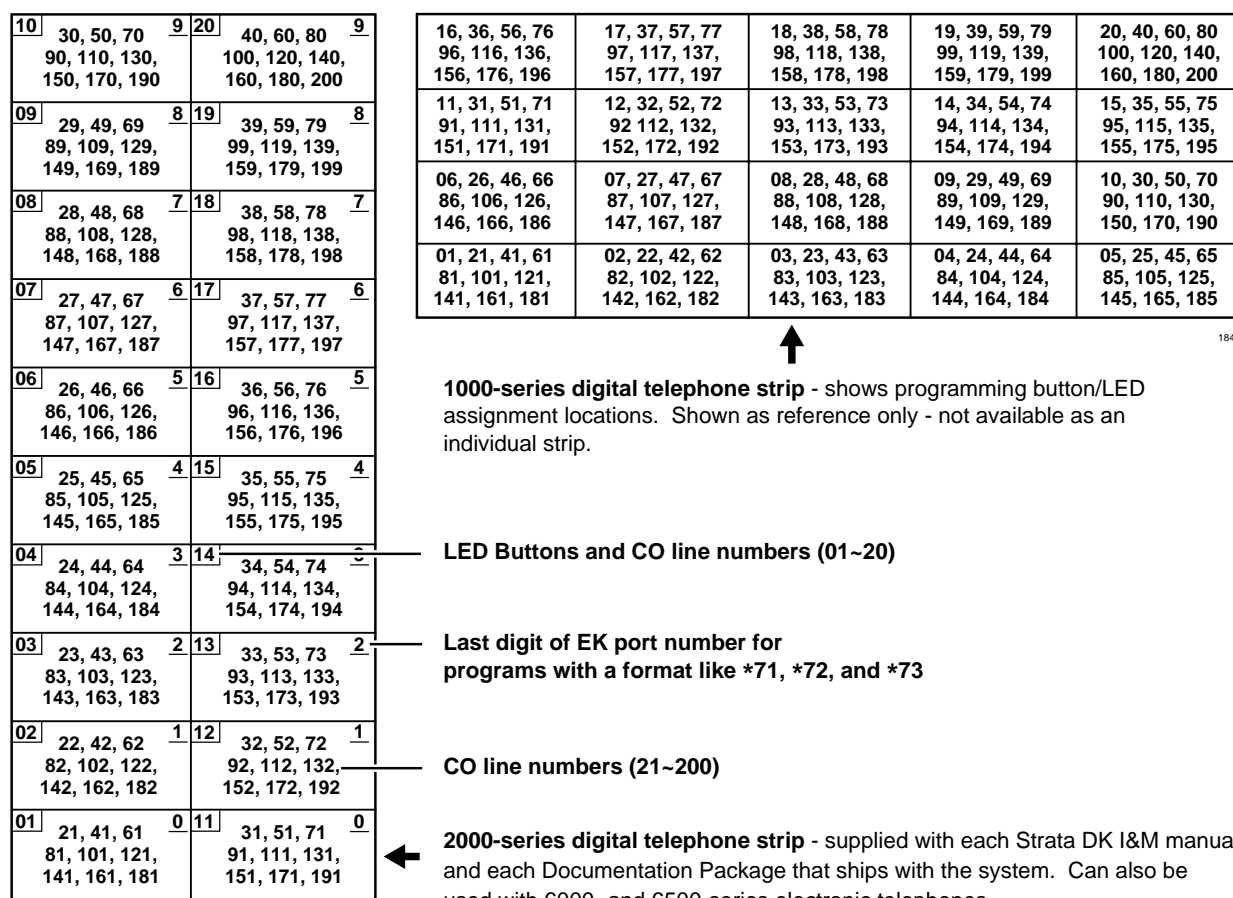 10 9 20 9
30, 50, 70 40, 60, 80
90, 110, 130, 100, 120, 140,
150, 170, 190 160, 180, 200
09 8 19 8
29, 49, 69 39, 59, 79
89, 109, 129, 99, 119, 139,
149, 169, 189 159, 179, 199
08 7 18 7
28, 48, 68 38, 58, 78
88, 108, 128, 98, 118, 138,
148, 168, 188 158, 178, 198
07 6 17 6
27, 47, 67 37, 57, 77
87, 107, 127, 97, 117, 137,
147, 167, 187 157, 177, 197
06 5 16 5
26, 46, 66 36, 56, 76
86, 106, 126, 96, 116, 136,
146, 166, 186 156, 176, 196
05 4 15 4
25, 45, 65 35, 55, 75
85, 105, 125, 95, 115, 135,
145, 165, 185 155, 175, 195
04 3 14
24, 44, 64 34, 54, 74
84, 104, 124, 94, 114, 134,
144, 164, 184 154, 174, 194
03 2 13 2
23, 43, 63 33, 53, 73
83, 103, 123, 93, 113, 133,
143, 163, 183 153, 173, 193
02 1 12 1
22, 42, 62 32, 52, 72
82, 102, 122, 92, 112, 132,
142, 162, 182 152, 172, 192
01 0 11 0
21, 41, 61 31, 51, 71
81, 101, 121, 91, 111, 131,
141, 161, 181 151, 171, 191
16, 36, 56, 76 17, 37, 57, 77 18, 38, 58, 78 19, 39, 59, 79 20, 40, 60, 80
96, 116, 136, 97, 117, 137, 98, 118, 138, 99, 119, 139, 100, 120, 140,
156, 176, 196 157, 177, 197 158, 178, 198 159, 179, 199 160, 180, 200
11, 31, 51, 71 12, 32, 52, 72 13, 33, 53, 73 14, 34, 54, 74 15, 35, 55, 75
91, 111, 131, 92 112, 132, 93, 113, 133, 94, 114, 134, 95, 115, 135,
151, 171, 191 152, 172, 192 153, 173, 193 154, 174, 194 155, 175, 195
06, 26, 46, 66 07, 27, 47, 67 08, 28, 48, 68 09, 29, 49, 69 10, 30, 50, 70
86, 106, 126, 87, 107, 127, 88, 108, 128, 89, 109, 129, 90, 110, 130,
146, 166, 186 147, 167, 187 148, 168, 188 149, 169, 189 150, 170, 190
01, 21, 41, 61 02, 22, 42, 62 03, 23, 43, 63 04, 24, 44, 64 05, 25, 45, 65
81, 101, 121, 82, 102, 122, 83, 103, 123, 84, 104, 124, 85, 105, 125,
141, 161, 181 142, 162, 182 143, 163, 183 144, 164, 184 145, 165, 185
184
1000-series digital telephone strip - shows programming button/LED
assignment locations. Shown as reference only - not available as an
individual strip.
LED Buttons and CO line numbers (01~20)
Last digit of EK port number for
programs with a format like *71, *72, and *73
CO line numbers (21~200)
2000-series digital telephone strip - supplied with each Strata DK I&M manua
and each Documentation Package that ships with the system. Can also be
used with 6000- and 6500-series electronic telephones